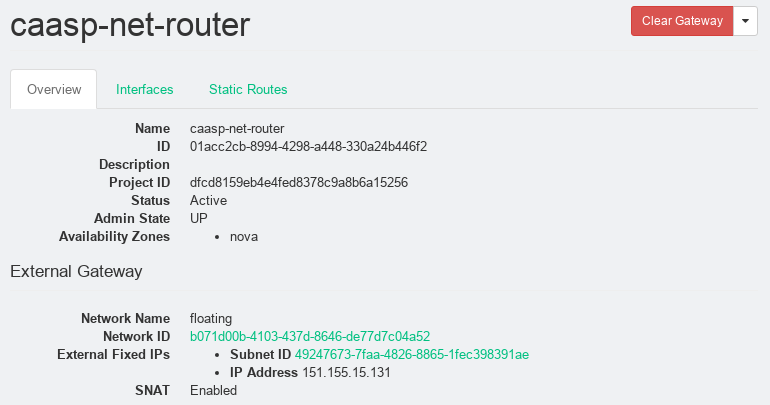 caasp-net-router
Clear Gateway
Overview Interfaces Static Routes
Name caasp-net-router
ID 01acc2cb-8994-4298-a448-330a24b446f2
Description
Project ID dfcd8159eb4e4fed8378c9a8b6a15256
Status Active
Admin State UP
Availability Zones • nova
External Gateway
Network Name floating
Network ID b071d00b-4103-437d-8646-de77d7c04a52
External Fixed IPs • Subnet ID 49247673-7faa-4826-8865-1fec398391ae
• IP Address 151.155.15.131
SNAT Enabled